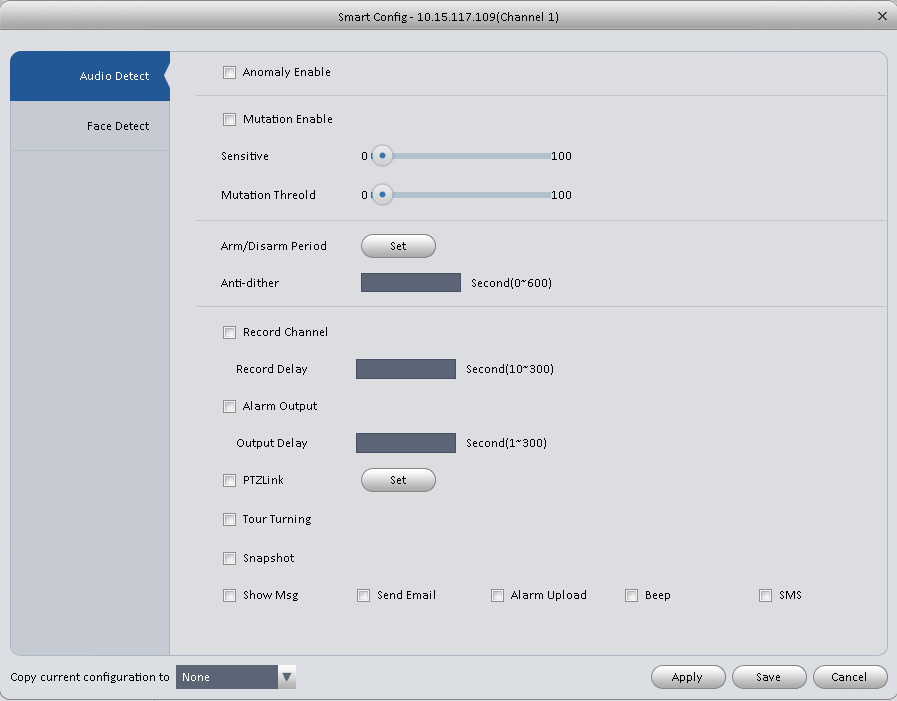 Smart Config - 10.15.117.109(Channel 1)
Audio Detect
Face Detect
Anomaly Enable
Mutation Enable
Sensitive 0 100
Mutation Threold 0 100
Arm/Disarm Period Set
Anti-dither Second(0~600)
Record Channel
Record Delay Second(10~300)
Alarm Output
Output Delay Second(1~300)
PTZLink Set
Tour Turning
Snapshot
Show Msg Send Email Alarm Upload Beep SMS
Copy current configuration to None Apply Save Cancel